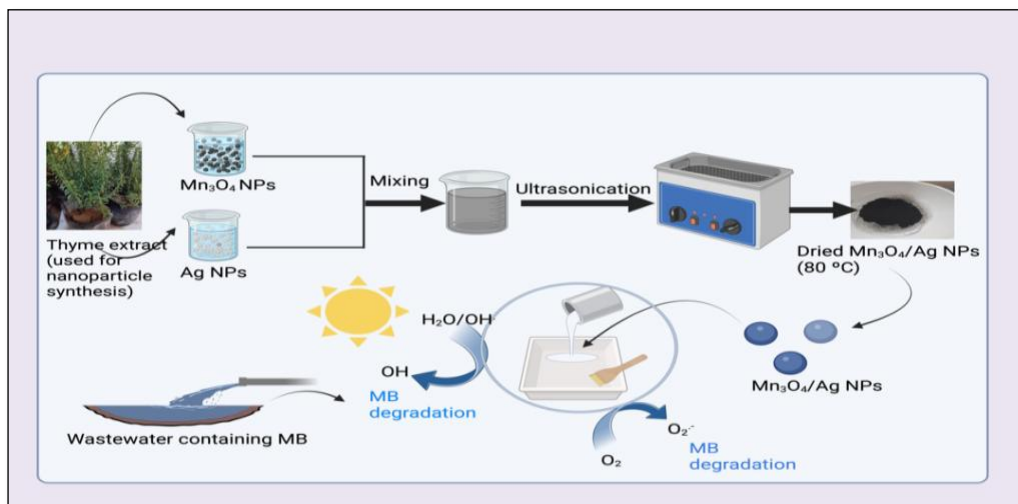 Mn₃O₄ NPs
Mixing
Ultrasonication
Thyme extract
(used for
nanoparticle
synthesis)
Ag NPs
Dried Mn₃O₄/Ag NPs
(80 ºC)
H₂O/OH
OH
MB
degradation
Mn₃O₄/Ag NPs
Wastewater containing MB
O₂
O₂·-
MB
degradation